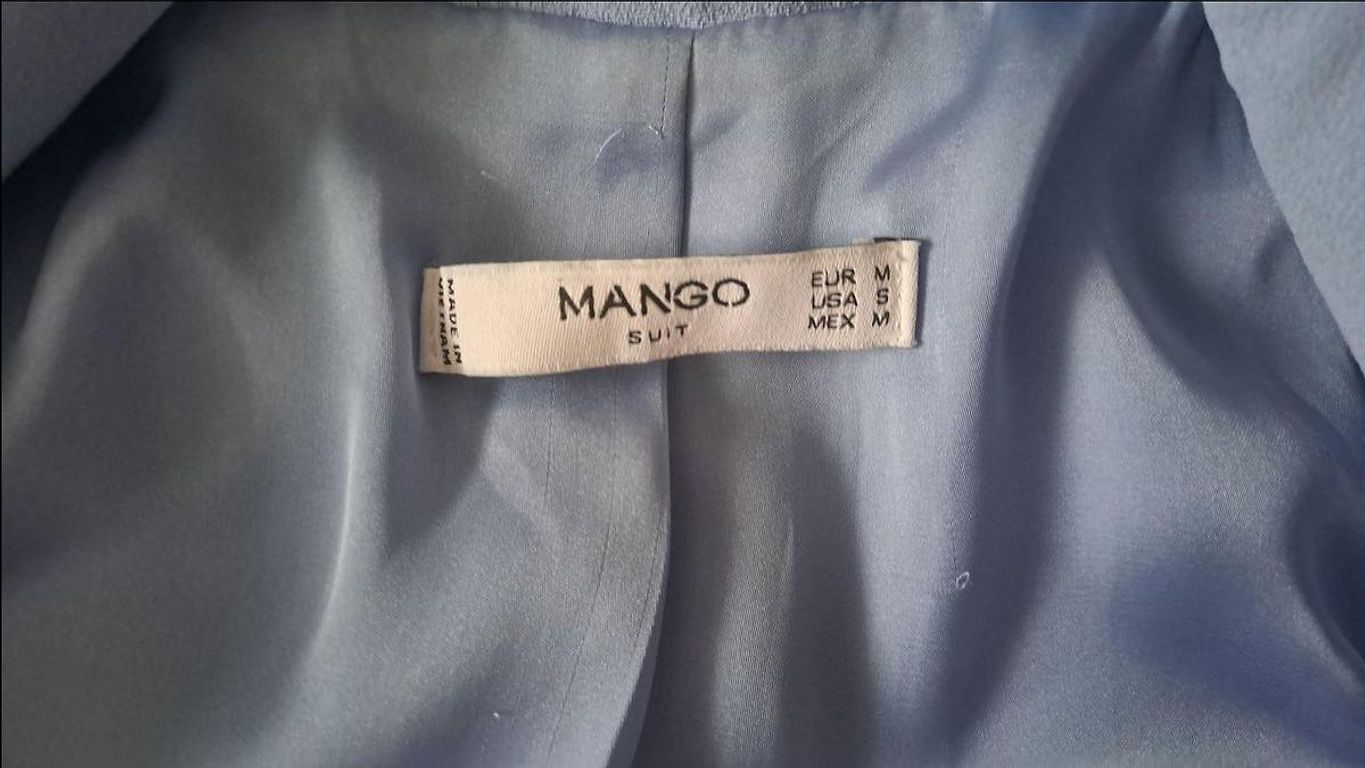 MADE IN
VIETNAM
MANGO
SUIT
EUR M
USA S
MEX M